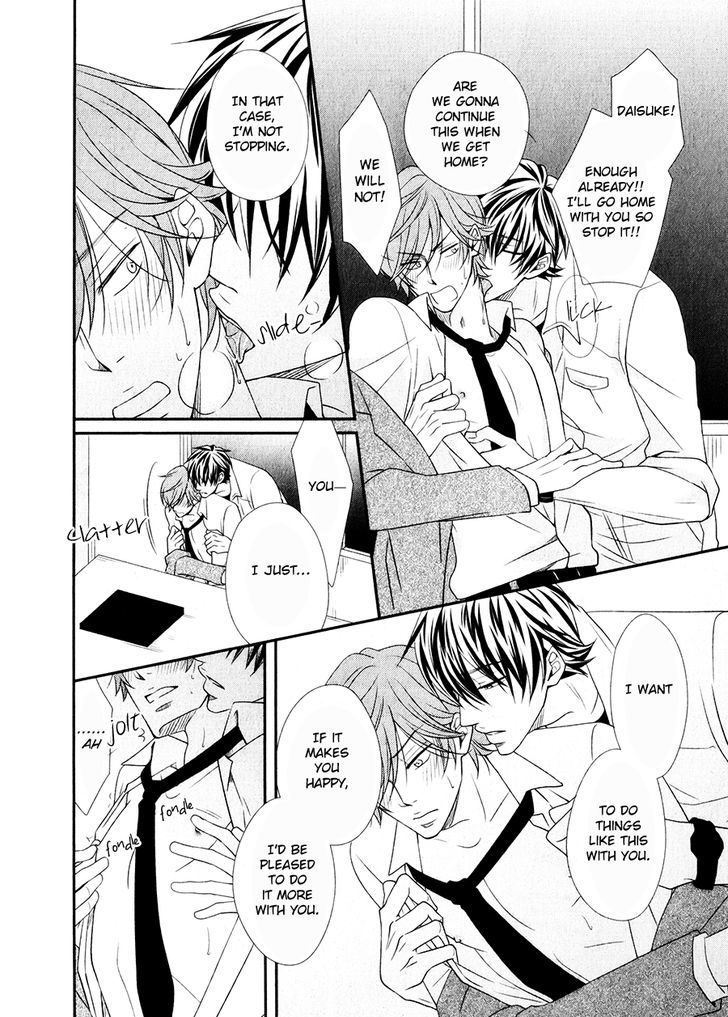 DAISUKE!
ENOUGH
ALREADY!!
I'LL GO HOME
WITH YOU SO
STOP IT!!
ARE
WE GONNA
CONTINUE
THIS WHEN
WE GET
HOME?
WE
WILL
NOT!
lick
IN THAT
CASE,
I'M NOT
STOPPING.
slide
YOU—
I JUST...
clatter
I WANT
TO DO
THINGS
LIKE THIS
WITH YOU.
IF IT
MAKES
YOU
HAPPY,
I'D BE
PLEASED
TO DO
IT MORE
WITH YOU.
......
AH
jolt
fondle
fondle